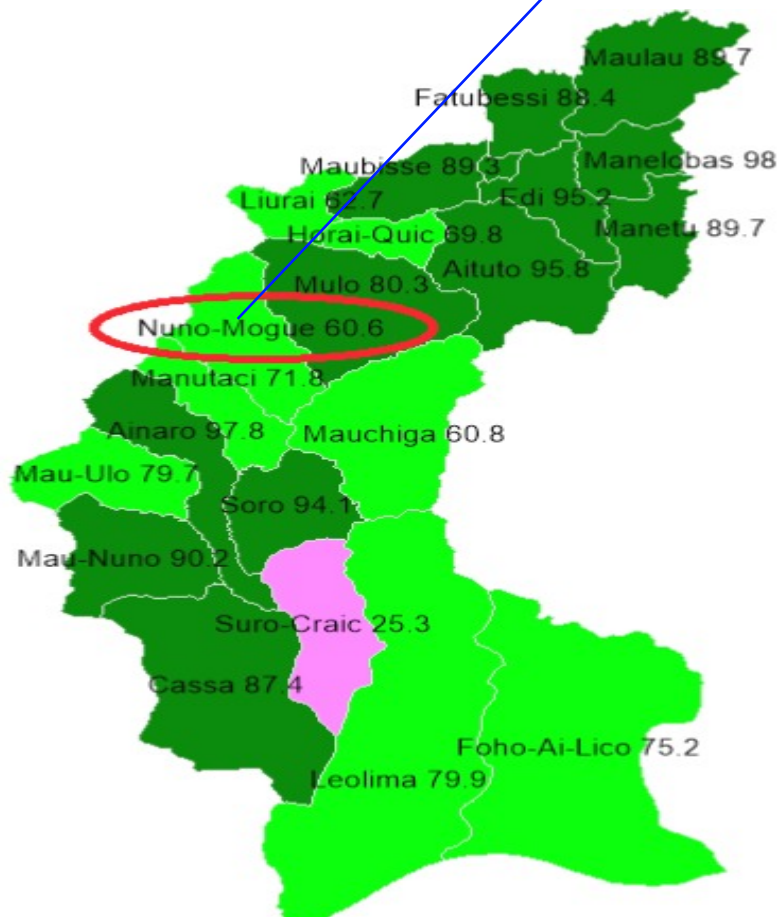 Maulau 89.7
Fatubessi 88.4
Maubisse 89.3
Manelobas 98
Edi 95.2
Liurai 62.7
Manetu 89.7
Horai-Quic 69.8
Aituto 95.8
Mulo 80.3
Nuno-Mogue 60.6
Manutaci 71.8
Ainaro 97.8
Mauchiga 60.8
Mau-Ulo 79.7
Soro 94.1
Mau-Nuno 90.2
Suro-Craic 25.3
Cassa 87.4
Foho-Ai-Lico 75.2
Leolima 79.9